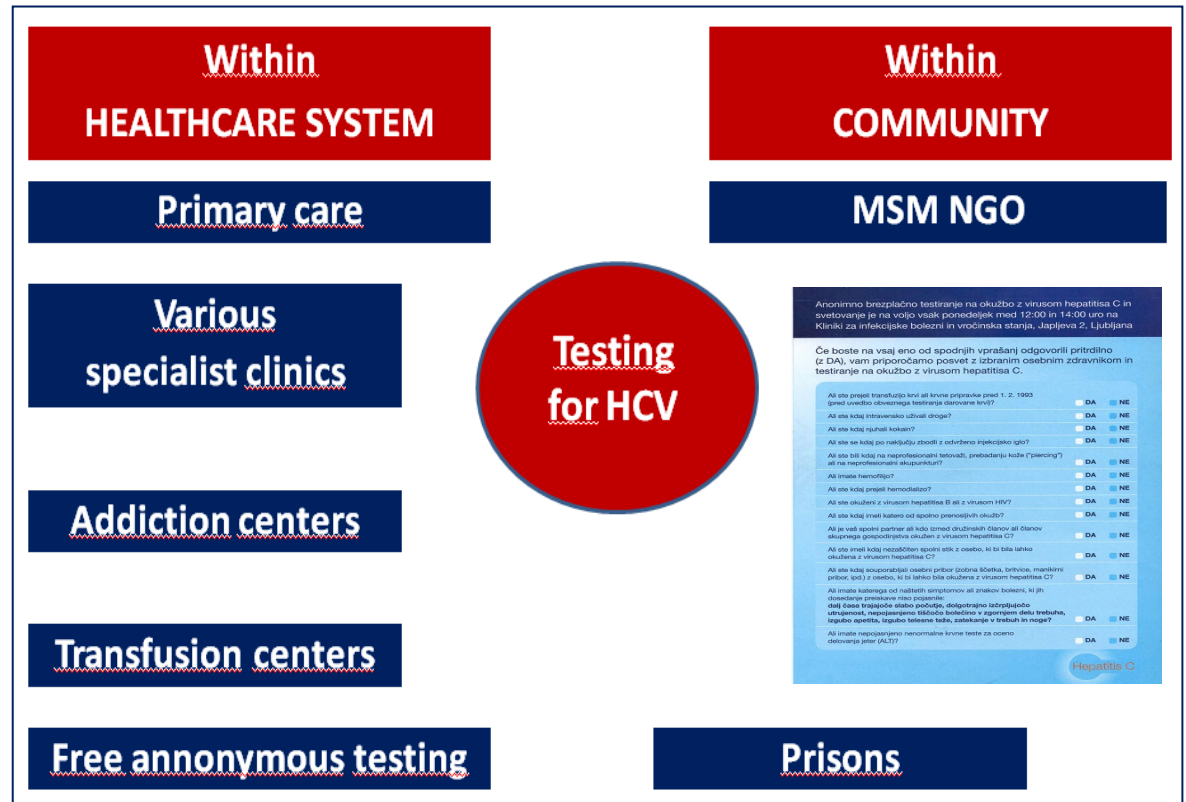 Within
HEALTHCARE SYSTEM
Within
COMMUNITY
Primary care
MSM NGO
Various
specialist clinics
Testing
for HCV
Addiction centers
Transfusion centers
Free annonymous testing
Prisons
Anonimno brezplačno testiranje na okužbo z virusom hepatitisa C in
svetovanje je na voljo vsak ponedeljek med 12:00 in 14:00 uro na
Kliniki za infekcijske bolezni in vročinska stanja, Japljeva 2, Ljubljana
Če boste na vsaj eno od spodnjih vprašanj odgovorili pritrdilno
(z DA), vam priporočamo posvet z izbranim osebnim zdravnikom in
testiranje na okužbo z virusom hepatitisa C.
Ali ste prejeli transfuzijo krvi ali krvne pripravke pred 1. 2. 1993
(pred uvedbo obveznega testiranja darovane krvi)? DA NE
Ali ste kdaj intravensko uživali droge? DA NE
Ali ste kdaj njuhali kokain? DA NE
Ali ste se kdaj po naključju zbodli z odvrženo injekcijsko iglo? DA NE
Ali ste bili kdaj na neprofesionalni tetovaži, prebadanju kože ("piercing")
ali na neprofesionalni akupunkturi? DA NE
Ali imate hemofilijo? DA NE
Ali ste kdaj prejeli hemodializo? DA NE
Ali ste okuženi z virusom hepatitisa B ali z virusom HIV? DA NE
Ali ste kdaj imeli katero od spolno prenosljivih okužb? DA NE
Ali je vaš spolni partner ali kdo izmed družinskih članov ali članov
skupnega gospodinjstva okužen z virusom hepatitisa C? DA NE
Ali ste imeli kdaj nezaščiten spolni stik z osebo, ki bi bila lahko
okužena z virusom hepatitisa C? DA NE
Ali ste kdaj souporabljali osebni pribor (zobna ščetka, britvice, manikirni
pribor, ipd.) z osebo, ki bi lahko bila okužena z virusom hepatitisa C? DA NE
Ali imate katerega od naštetih simptomov ali znakov bolezni, ki jih
dosedanje preiskave niso pojasnile:
dalj časa trajajoče slabo počutje, dolgotrajno izčrpljujočo
utrujenost, nepojasnjeno tiščočo bolečino v zgornjem delu trebuha,
izgubo apetita, izgubo telesne teže, zatekanje v trebuh in noge? DA NE
Ali imate nepojasnjeno nenormalne krvne teste za oceno
delovanja jeter (ALT)? DA NE
Hepatitis C